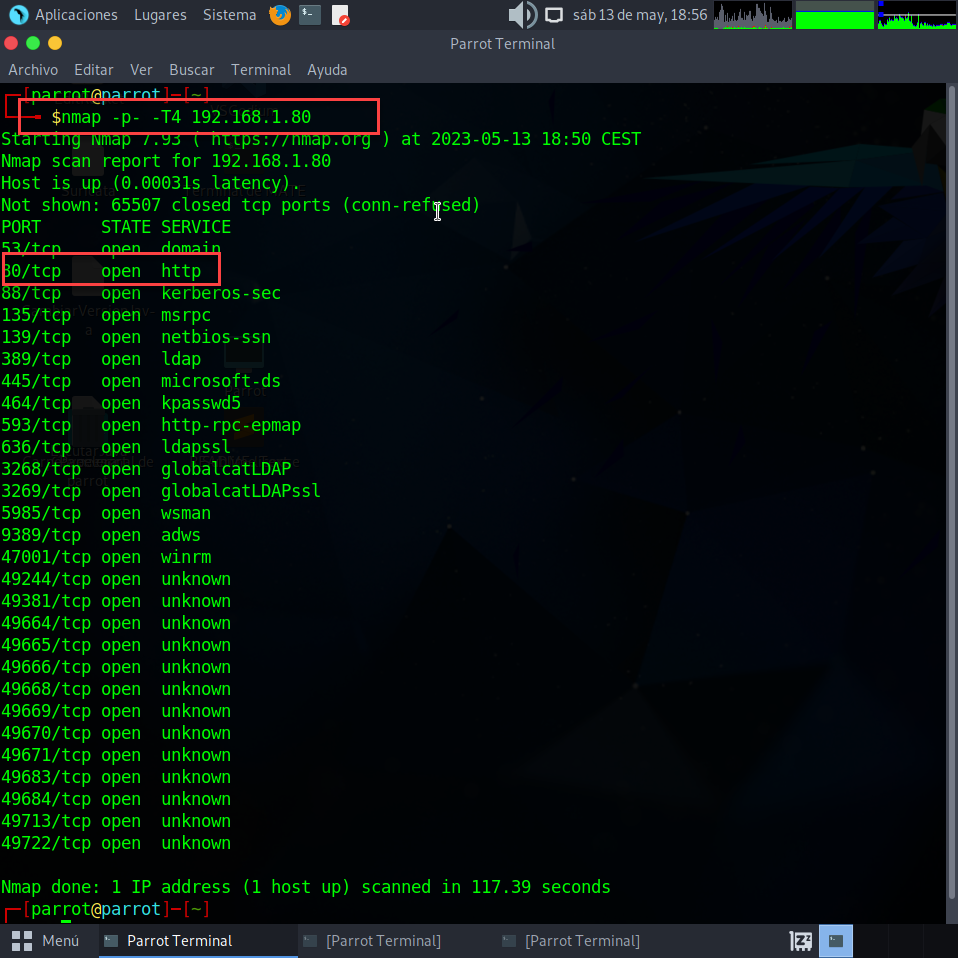 Aplicaciones Lugares Sistema sáb 13 de may, 18:56
Parrot Terminal
Archivo Editar Ver Buscar Terminal Ayuda
[parrot@parrot]─[~]
$nmap -p- -T4 192.168.1.80
Starting Nmap 7.93 ( https://nmap.org ) at 2023-05-13 18:50 CEST
Nmap scan report for 192.168.1.80
Host is up (0.00031s latency).
Not shown: 65507 closed tcp ports (conn-refused)
PORT STATE SERVICE
53/tcp open domain
80/tcp open http
88/tcp open kerberos-sec
135/tcp open msrpc
139/tcp open netbios-ssn
389/tcp open ldap
445/tcp open microsoft-ds
464/tcp open kpasswd5
593/tcp open http-rpc-epmap
636/tcp open ldapssl
3268/tcp open globalcatLDAP
3269/tcp open globalcatLDAPssl
5985/tcp open wsman
9389/tcp open adws
47001/tcp open winrm
49244/tcp open unknown
49381/tcp open unknown
49664/tcp open unknown
49665/tcp open unknown
49666/tcp open unknown
49668/tcp open unknown
49669/tcp open unknown
49670/tcp open unknown
49671/tcp open unknown
49683/tcp open unknown
49684/tcp open unknown
49713/tcp open unknown
49722/tcp open unknown
Nmap done: 1 IP address (1 host up) scanned in 117.39 seconds
[parrot@parrot]─[~]
Menú Parrot Terminal [Parrot Terminal] [Parrot Terminal]